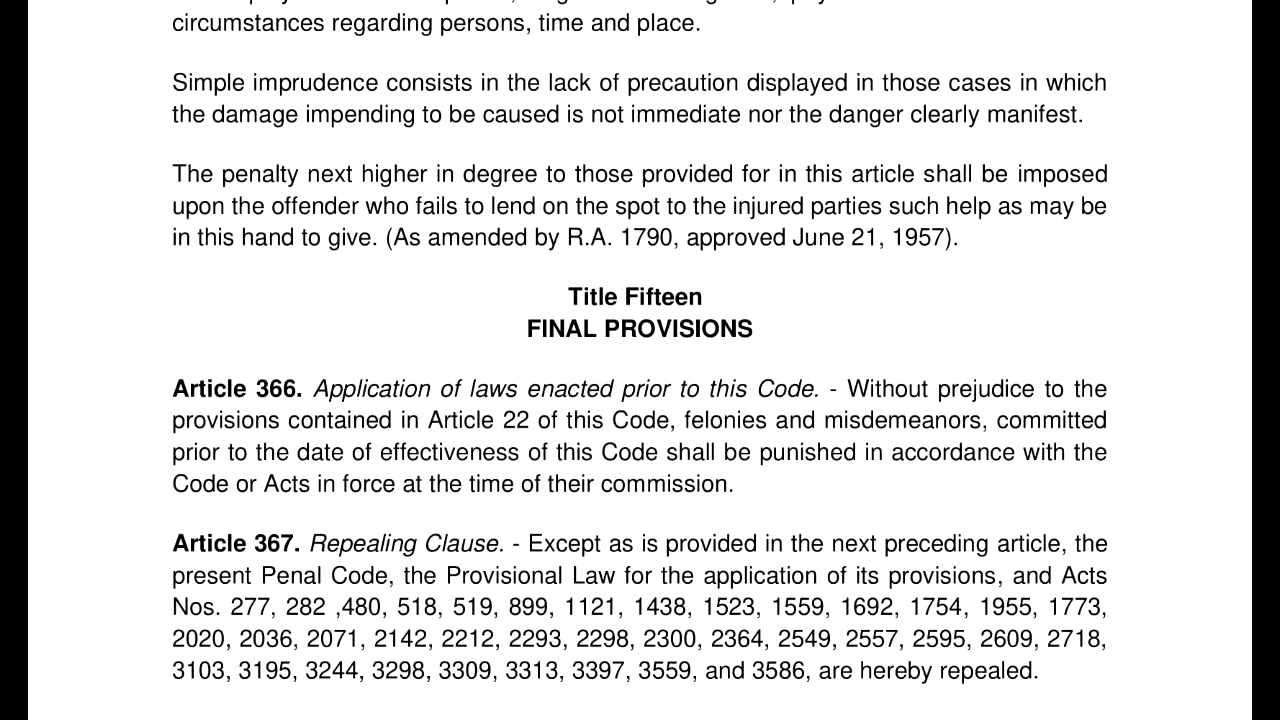 circumstances regarding persons, time and place.
Simple imprudence consists in the lack of precaution displayed in those cases in which
the damage impending to be caused is not immediate nor the danger clearly manifest.
The penalty next higher in degree to those provided for in this article shall be imposed
upon the offender who fails to lend on the spot to the injured parties such help as may be
in this hand to give. (As amended by R.A. 1790, approved June 21, 1957).
Title Fifteen
FINAL PROVISIONS
Article 366. Application of laws enacted prior to this Code. - Without prejudice to the
provisions contained in Article 22 of this Code, felonies and misdemeanors, committed
prior to the date of effectiveness of this Code shall be punished in accordance with the
Code or Acts in force at the time of their commission.
Article 367. Repealing Clause. - Except as is provided in the next preceding article, the
present Penal Code, the Provisional Law for the application of its provisions, and Acts
Nos. 277, 282 ,480, 518, 519, 899, 1121, 1438, 1523, 1559, 1692, 1754, 1955, 1773,
2020, 2036, 2071, 2142, 2212, 2293, 2298, 2300, 2364, 2549, 2557, 2595, 2609, 2718,
3103, 3195, 3244, 3298, 3309, 3313, 3397, 3559, and 3586, are hereby repealed.